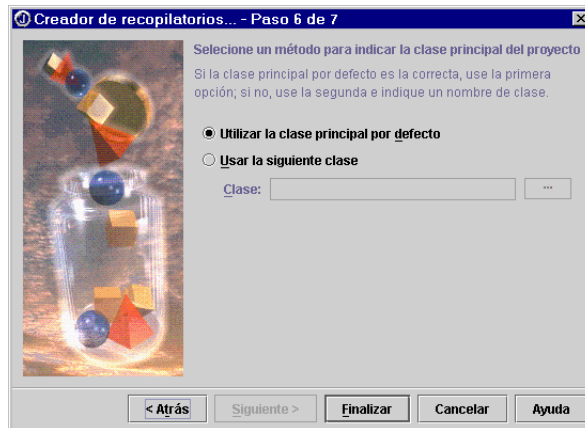 Creador de recopilatorios... - Paso 6 de 7
Selecione un método para indicar la clase principal del proyecto
Si la clase principal por defecto es la correcta, use la primera
opción; si no, use la segunda e indique un nombre de clase.
Utilizar la clase principal por defecto
Usar la siguiente clase
Clase:
...
< Atrás
Siguiente >
Finalizar
Cancelar
Ayuda